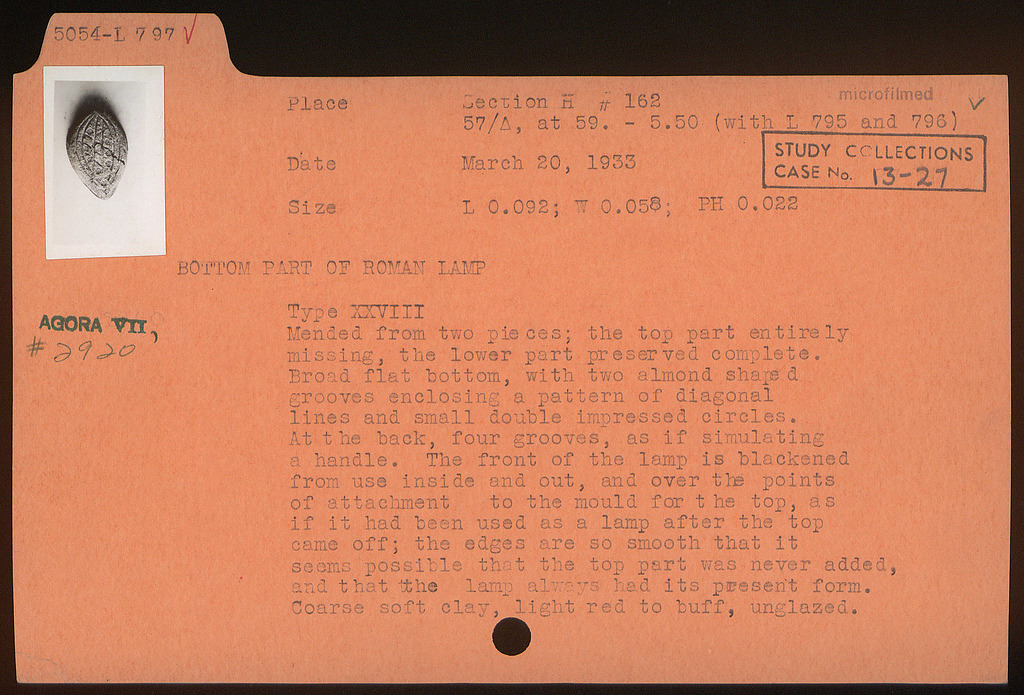 5054-L 797
Place Section H # 162
microfilmed
57/Δ, at 59. - 5.50 (with L 795 and 796)
STUDY COLLECTIONS
CASE No. 13-27
Date March 20, 1933
Size L 0.092; W 0.058; PH 0.022
BOTTOM PART OF ROMAN LAMP
AGORA VII,
# 2920
Type XXVIII
Mended from two pieces; the top part entirely
missing, the lower part preserved complete.
Broad flat bottom, with two almond shaped
grooves enclosing a pattern of diagonal
lines and small double impressed circles.
At the back, four grooves, as if simulating
a handle. The front of the lamp is blackened
from use inside and out, and over the points
of attachment to the mould for the top, as
if it had been used as a lamp after the top
came off; the edges are so smooth that it
seems possible that the top part was never added,
and that the lamp always had its present form.
Coarse soft clay, light red to buff, unglazed.